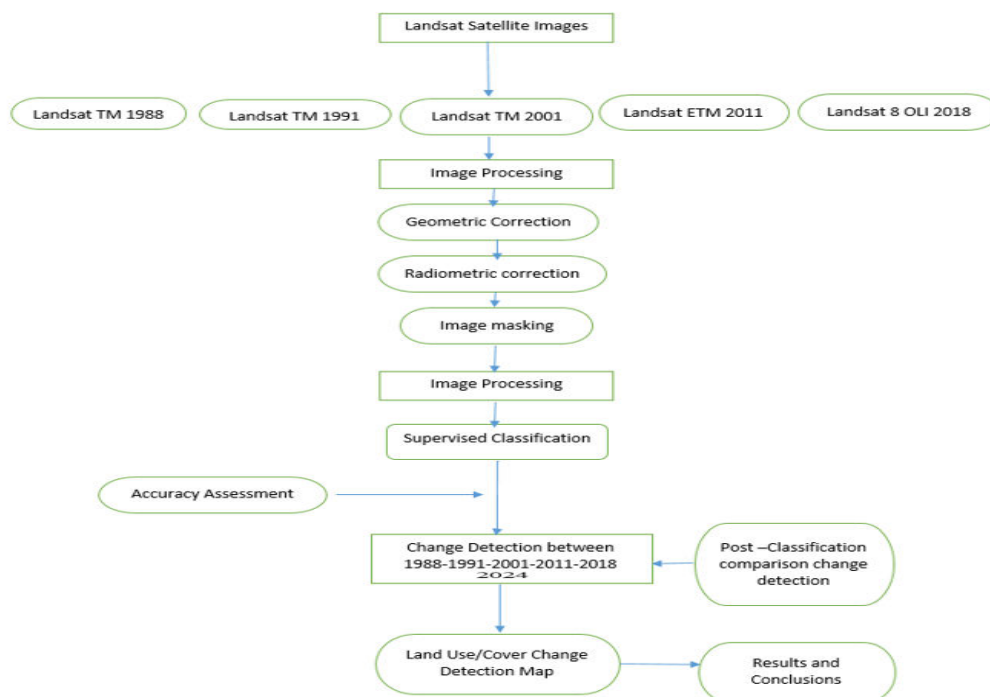 Landsat Satellite Images
Landsat TM 1988
Landsat TM 1991
Landsat TM 2001
Landsat ETM 2011
Landsat 8 OLI 2018
Image Processing
Geometric Correction
Radiometric correction
Image masking
Image Processing
Supervised Classification
Accuracy Assessment
Change Detection between
1988-1991-2001-2011-2018
2024
Post –Classification
comparison change
detection
Land Use/Cover Change
Detection Map
Results and
Conclusions